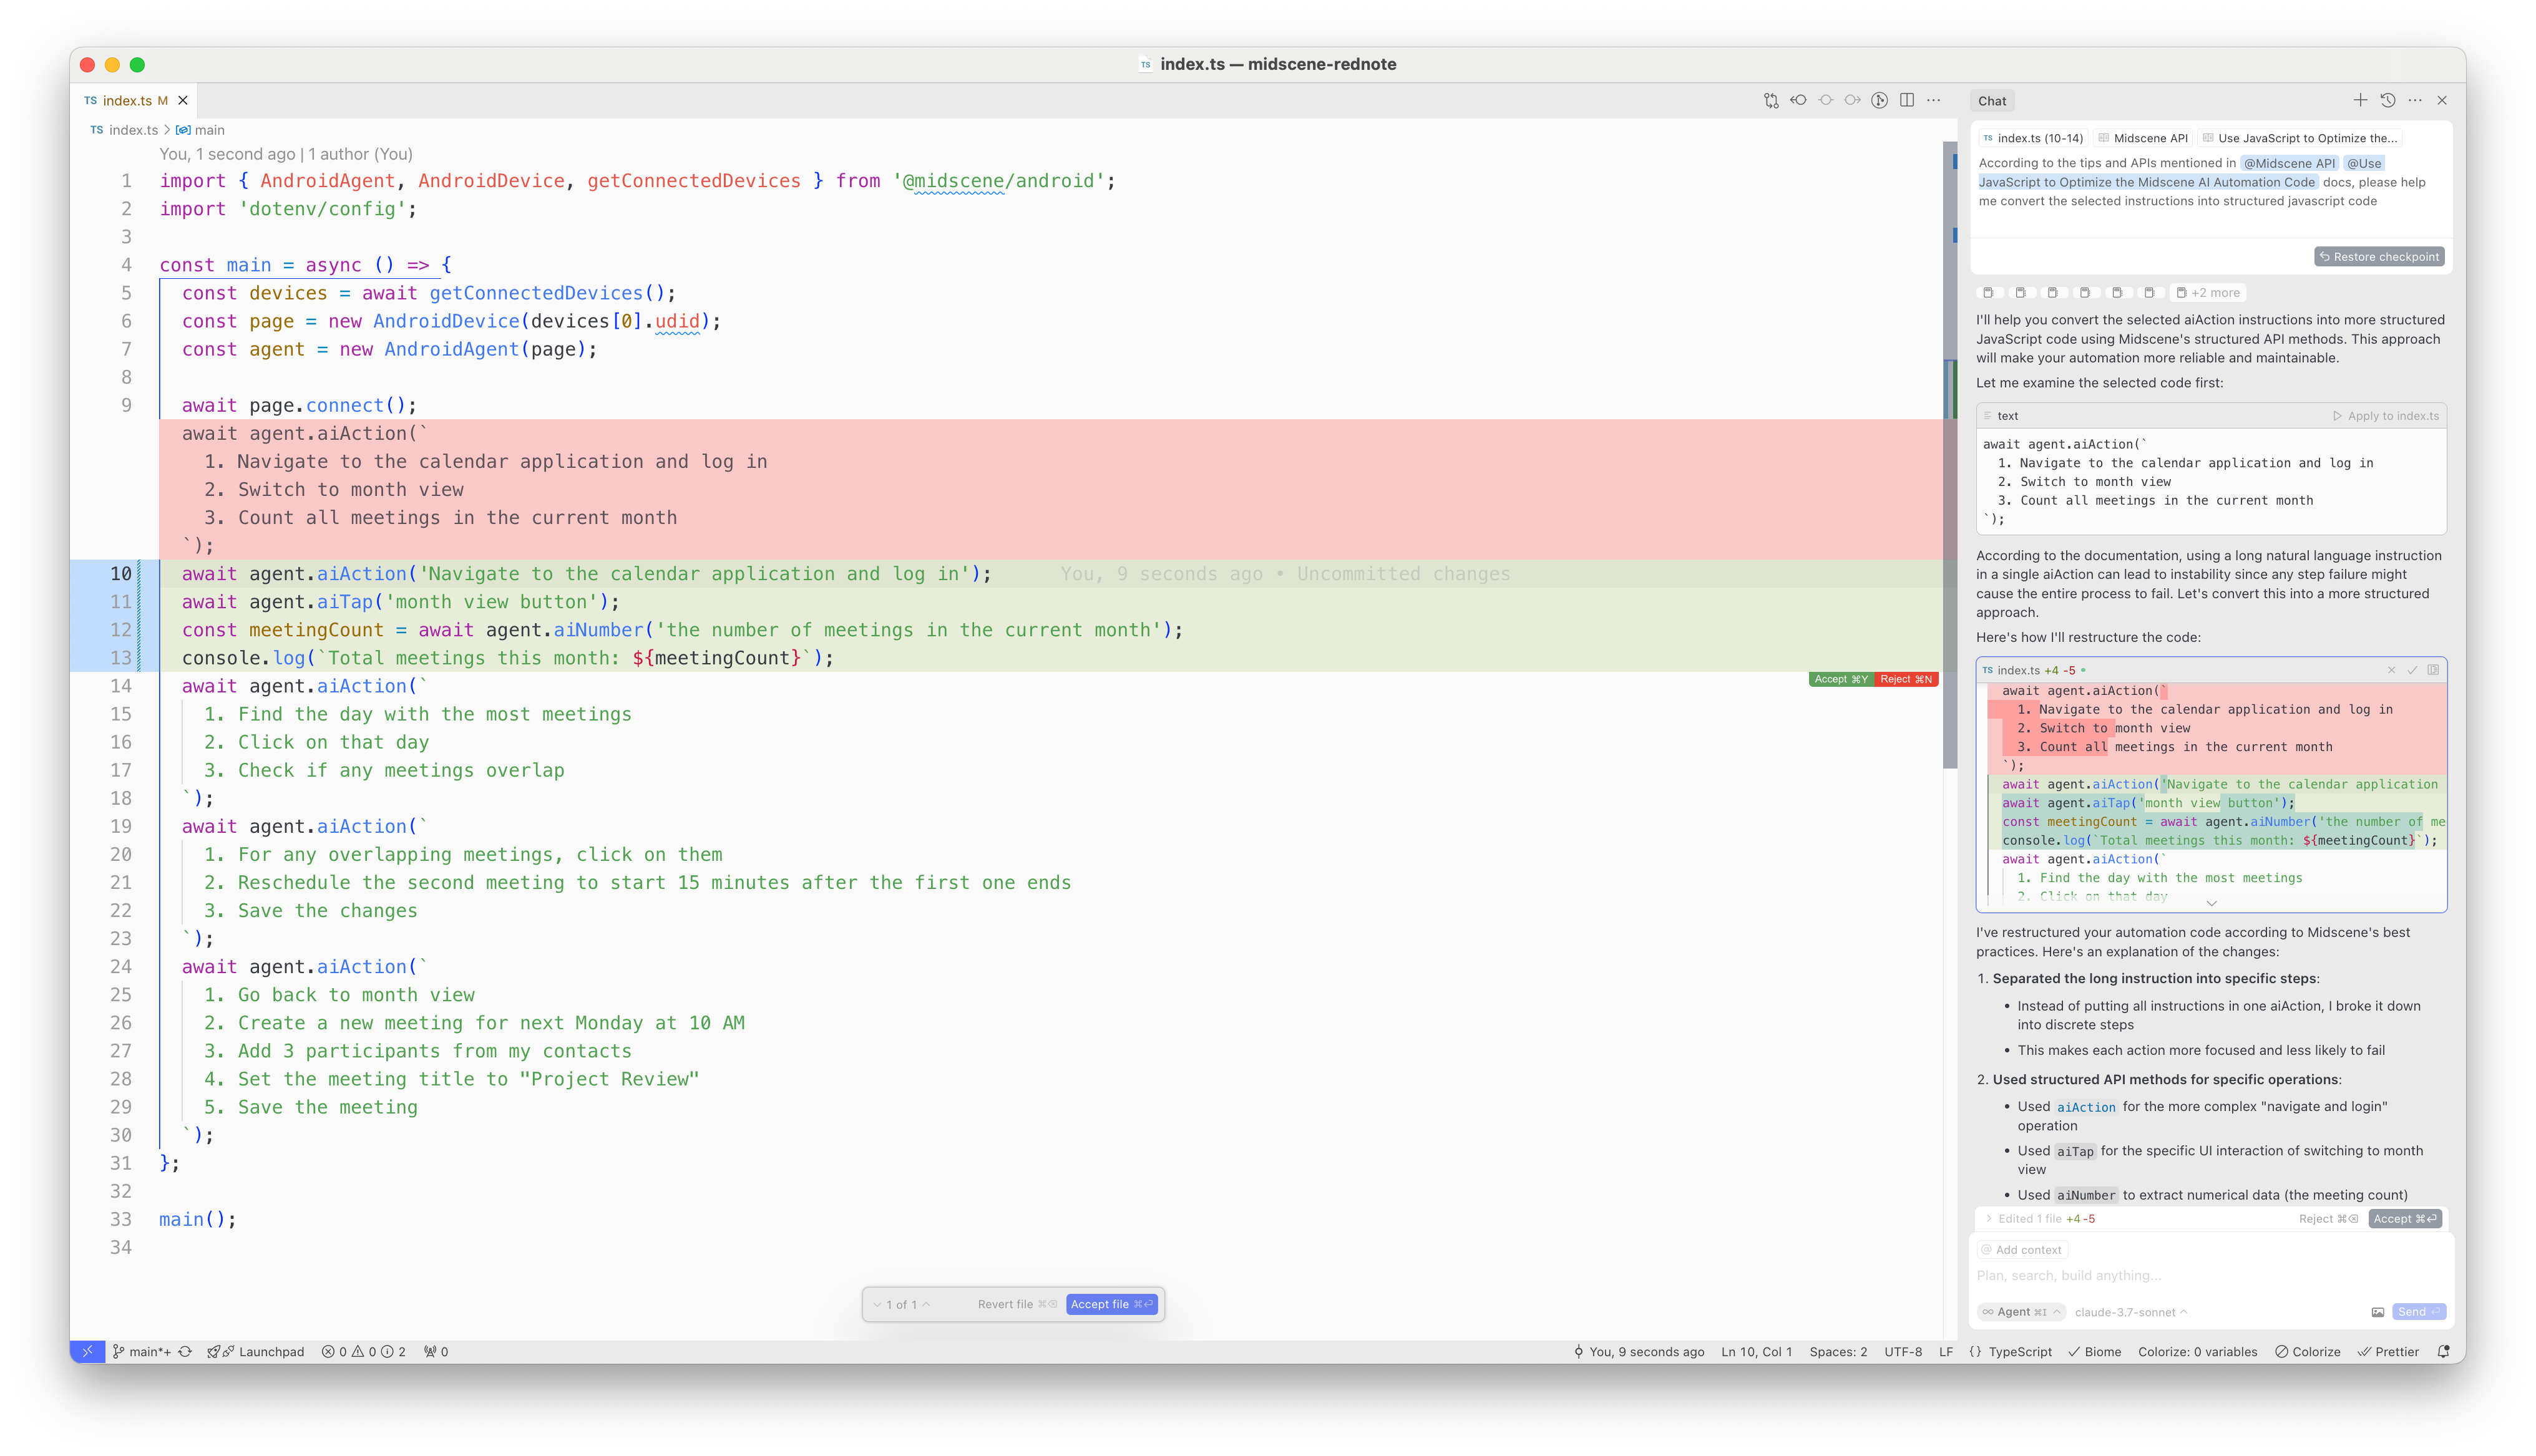 index.ts — midscene-rednote
TS index.ts M
TS index.ts > main
You, 1 second ago | 1 author (You)
1 import { AndroidAgent, AndroidDevice, getConnectedDevices } from '@midscene/android';
2 import 'dotenv/config';
3
4 const main = async () => {
5 const devices = await getConnectedDevices();
6 const page = new AndroidDevice(devices[0].udid);
7 const agent = new AndroidAgent(page);
8
9 await page.connect();
await agent.aiAction(`
1. Navigate to the calendar application and log in
2. Switch to month view
3. Count all meetings in the current month
`);
10 await agent.aiAction('Navigate to the calendar application and log in'); You, 9 seconds ago • Uncommitted changes
11 await agent.aiTap('month view button');
12 const meetingCount = await agent.aiNumber('the number of meetings in the current month');
13 console.log(`Total meetings this month: ${meetingCount}`);
Accept ⌘Y Reject ⌘N
14 await agent.aiAction(`
15 1. Find the day with the most meetings
16 2. Click on that day
17 3. Check if any meetings overlap
18 `);
19 await agent.aiAction(`
20 1. For any overlapping meetings, click on them
21 2. Reschedule the second meeting to start 15 minutes after the first one ends
22 3. Save the changes
23 `);
24 await agent.aiAction(`
25 1. Go back to month view
26 2. Create a new meeting for next Monday at 10 AM
27 3. Add 3 participants from my contacts
28 4. Set the meeting title to "Project Review"
29 5. Save the meeting
30 `);
31 };
32
33 main();
34
1 of 1 Revert file ⌘⌫ Accept file ⌘⏎
Chat
TS index.ts (10-14) Midscene API Use JavaScript to Optimize the...
According to the tips and APIs mentioned in @Midscene API @Use
JavaScript to Optimize the Midscene AI Automation Code docs, please help
me convert the selected instructions into structured javascript code
Restore checkpoint
+2 more
I'll help you convert the selected aiAction instructions into more structured
JavaScript code using Midscene's structured API methods. This approach
will make your automation more reliable and maintainable.
Let me examine the selected code first:
text Apply to index.ts
await agent.aiAction(`
1. Navigate to the calendar application and log in
2. Switch to month view
3. Count all meetings in the current month
`);
According to the documentation, using a long natural language instruction
in a single aiAction can lead to instability since any step failure might
cause the entire process to fail. Let's convert this into a more structured
approach.
Here's how I'll restructure the code:
TS index.ts +4 -5
await agent.aiAction(`
1. Navigate to the calendar application and log in
2. Switch to month view
3. Count all meetings in the current month
`);
await agent.aiAction('Navigate to the calendar application
await agent.aiTap('month view button');
const meetingCount = await agent.aiNumber('the number of me
console.log(`Total meetings this month: ${meetingCount}`);
await agent.aiAction(`
1. Find the day with the most meetings
2. Click on that day
I've restructured your automation code according to Midscene's best
practices. Here's an explanation of the changes:
1. Separated the long instruction into specific steps:
• Instead of putting all instructions in one aiAction, I broke it down
into discrete steps
• This makes each action more focused and less likely to fail
2. Used structured API methods for specific operations:
• Used aiAction for the more complex "navigate and login"
operation
• Used aiTap for the specific UI interaction of switching to month
view
• Used aiNumber to extract numerical data (the meeting count)
Edited 1 file +4 -5 Reject ⌘⌫ Accept ⌘⏎
@ Add context
Plan, search, build anything...
∞ Agent ⌘I claude-3.7-sonnet Send ⏎
main*+ Launchpad 0 0 2 0 You, 9 seconds ago Ln 10, Col 1 Spaces: 2 UTF-8 LF {} TypeScript Biome Colorize: 0 variables Colorize Prettier